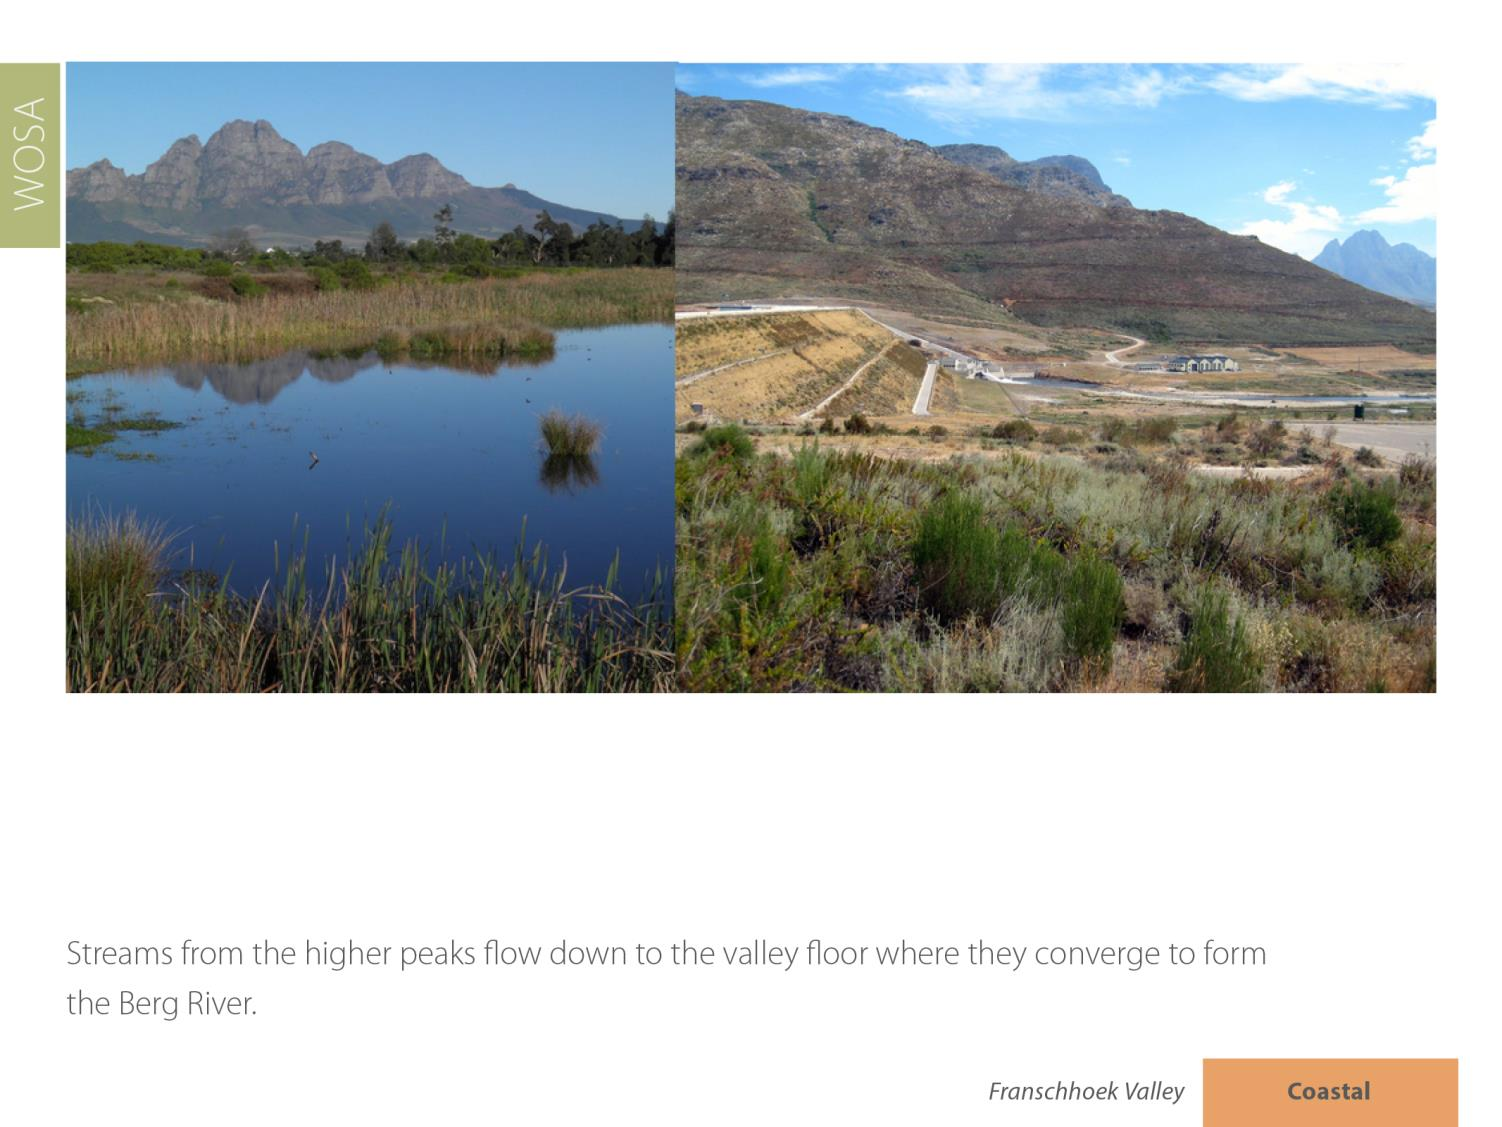 WOSA
Streams from the higher peaks flow down to the valley floor where they converge to form
the Berg River.
Franschhoek Valley
Coastal